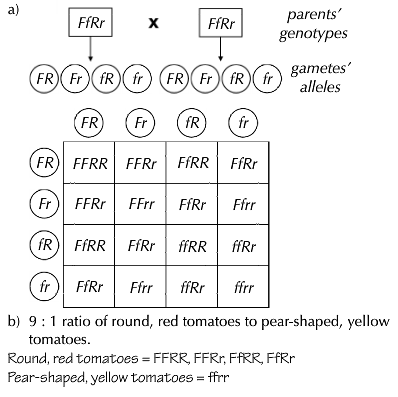 a)
FfRr x FfRr parents'
genotypes
FR Fr fR fr FR Fr fR fr gametes'
alleles
FR Fr fR fr
FR FFRR FFRr FfRR FfRr
Fr FFRr FFrr FfRr Ffrr
fR FfRR FfRr ffRR ffRr
fr FfRr Ffrr ffRr ffrr
b) 9 : 1 ratio of round, red tomatoes to pear-shaped, yellow
tomatoes.
Round, red tomatoes = FFRR, FFRr, FfRR, FfRr
Pear-shaped, yellow tomatoes = ffrr